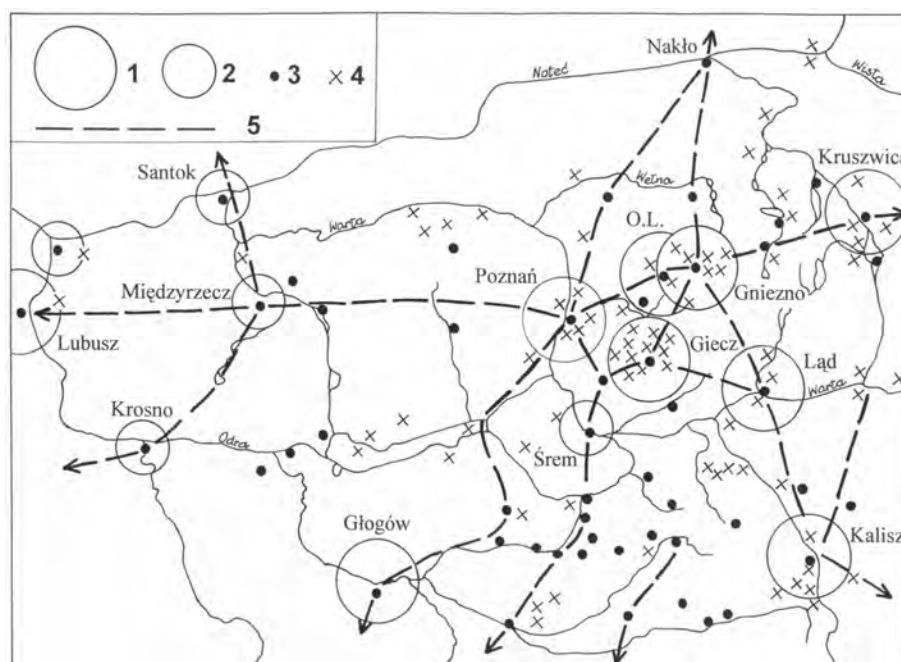 1 2 3 4
5
Nakło
Noteć
Wisła
Santok
Kruszwica
Wełna
O.L.
Warta
Poznań
Gniezno
Międzyrzecz
Lubusz
Giecz
Ląd
Warta
Krosno
Odra
Śrem
Głogów
Kalisz